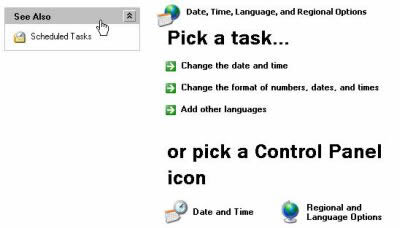 See Also
Scheduled Tasks
Date, Time, Language, and Regional Options
Pick a task...
Change the date and time
Change the format of numbers, dates, and times
Add other languages
or pick a Control Panel
icon
Date and Time
Regional and
Language Options